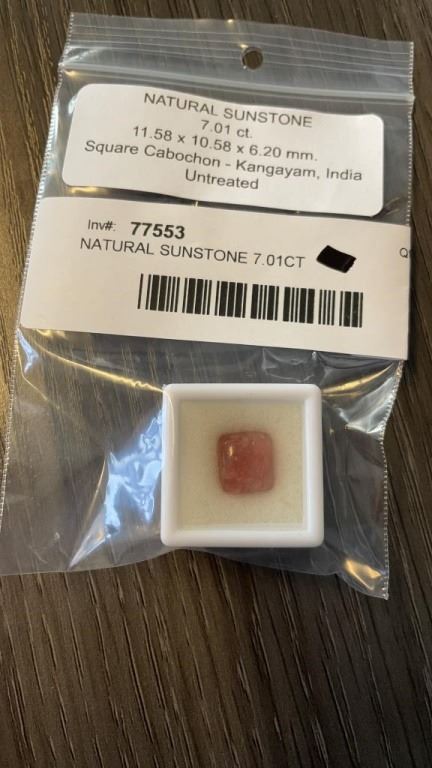 NATURAL SUNSTONE
7.01 ct.
11.58 x 10.58 x 6.20 mm.
Square Cabochon - Kangayam, India
Untreated
Inv#: 77553
NATURAL SUNSTONE 7.01CT